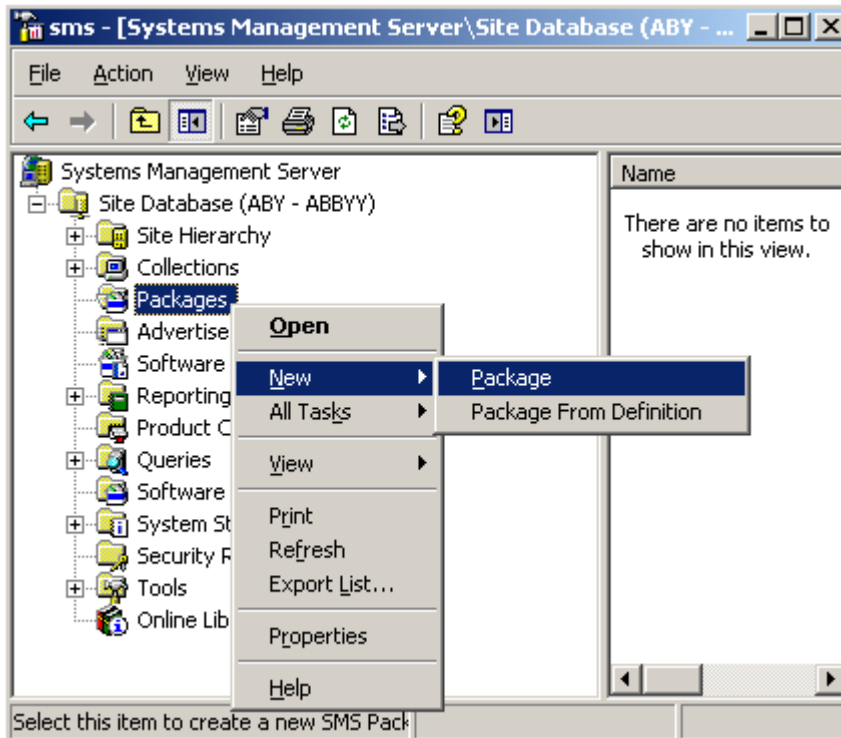 sms - [Systems Management Server\Site Database (ABY - ...
File Action View Help
Systems Management Server
Site Database (ABY - ABBYY)
Site Hierarchy
Collections
Packages
Advertise
Software
Reporting
Product C
Queries
Software
System St
Security R
Tools
Online Lib
Open
New
All Tasks
View
Print
Refresh
Export List...
Properties
Help
Package
Package From Definition
Name
There are no items to
show in this view.
Select this item to create a new SMS Pack